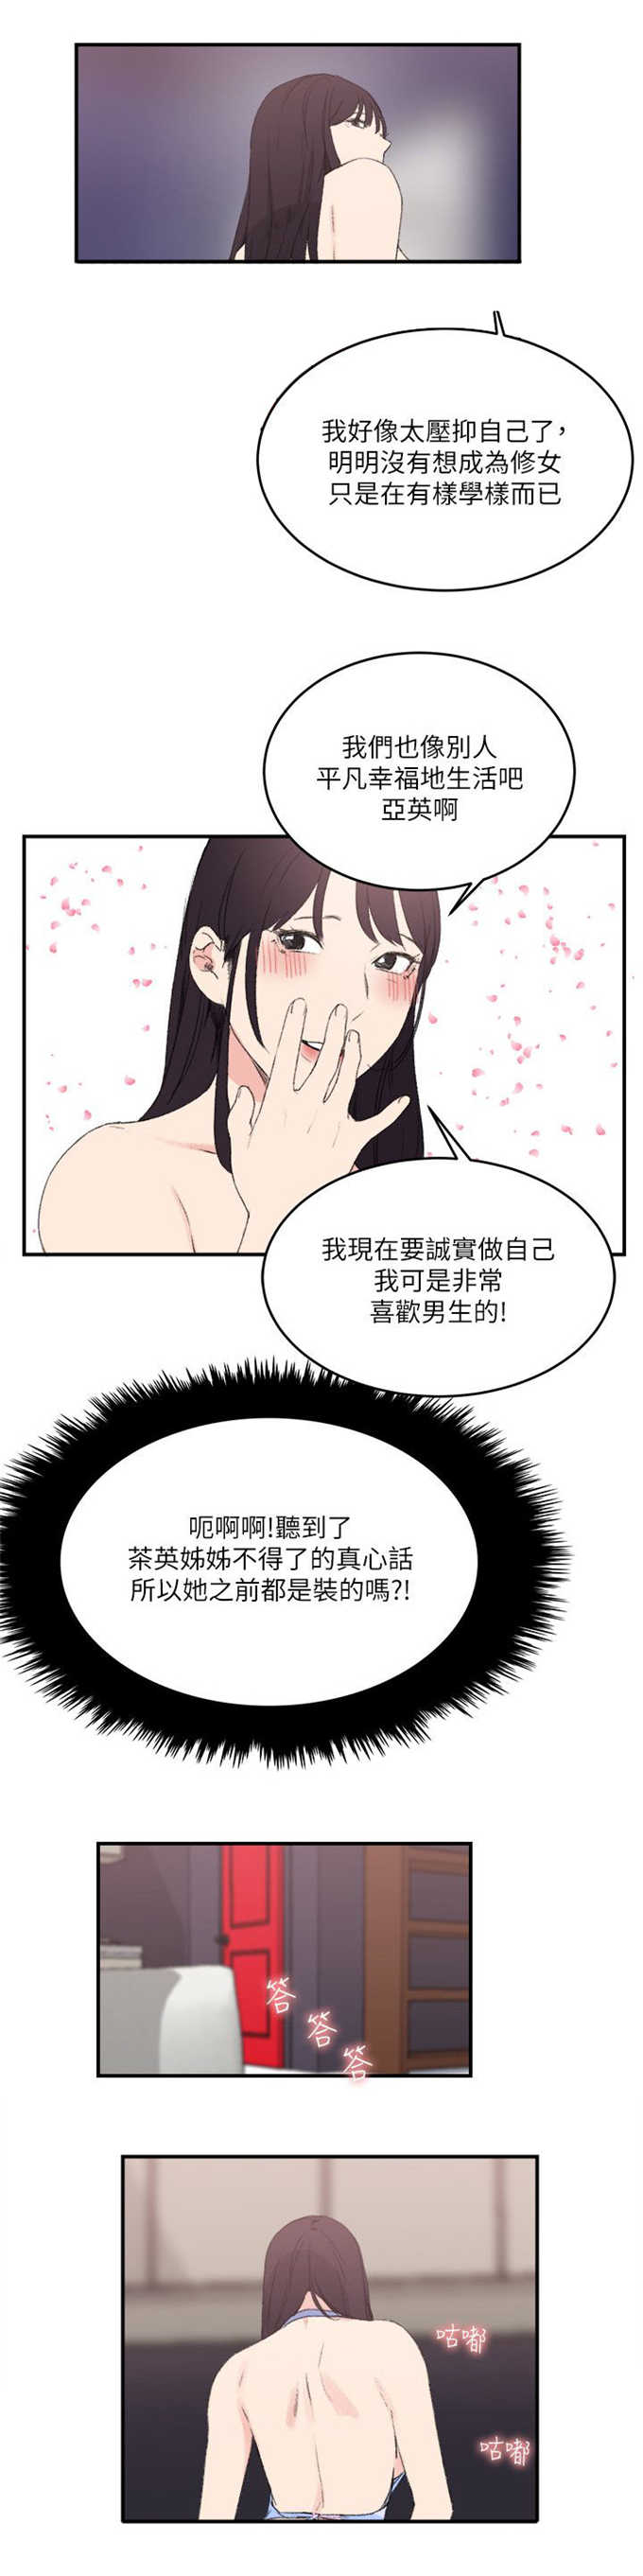 我好像太壓抑自己了，
明明沒有想成為修女
只是在有樣學樣而已
我們也像別人
平凡幸福地生活吧
亞英啊
我現在要誠實做自己
我可是非常
喜歡男生的!
呃啊啊!聽到了
茶英姊姊不得了的真心話
所以她之前都是裝的嗎?!
答
答
答
咕嘟
咕嘟